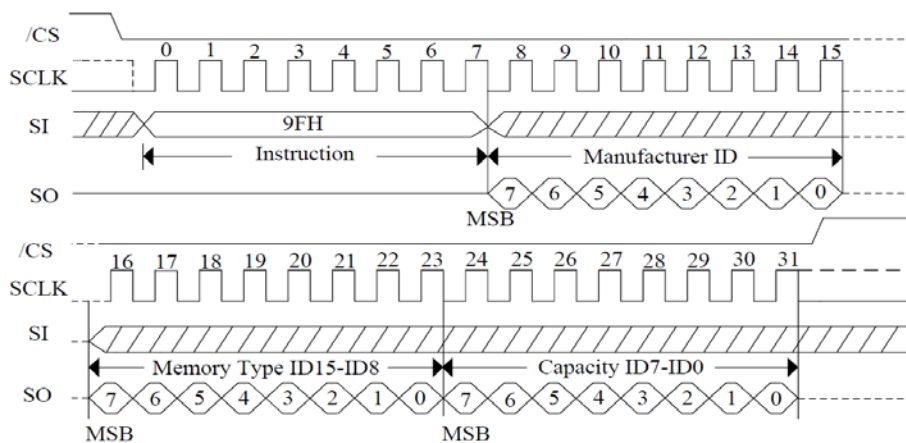 /CS
0 1 2 3 4 5 6 7 8 9 10 11 12 13 14 15
SCLK
SI 9FH
Instruction Manufacturer ID
SO 7 6 5 4 3 2 1 0
MSB
/CS
16 17 18 19 20 21 22 23 24 25 26 27 28 29 30 31
SCLK
SI
Memory Type ID15-ID8 Capacity ID7-ID0
SO 7 6 5 4 3 2 1 0 7 6 5 4 3 2 1 0
MSB MSB